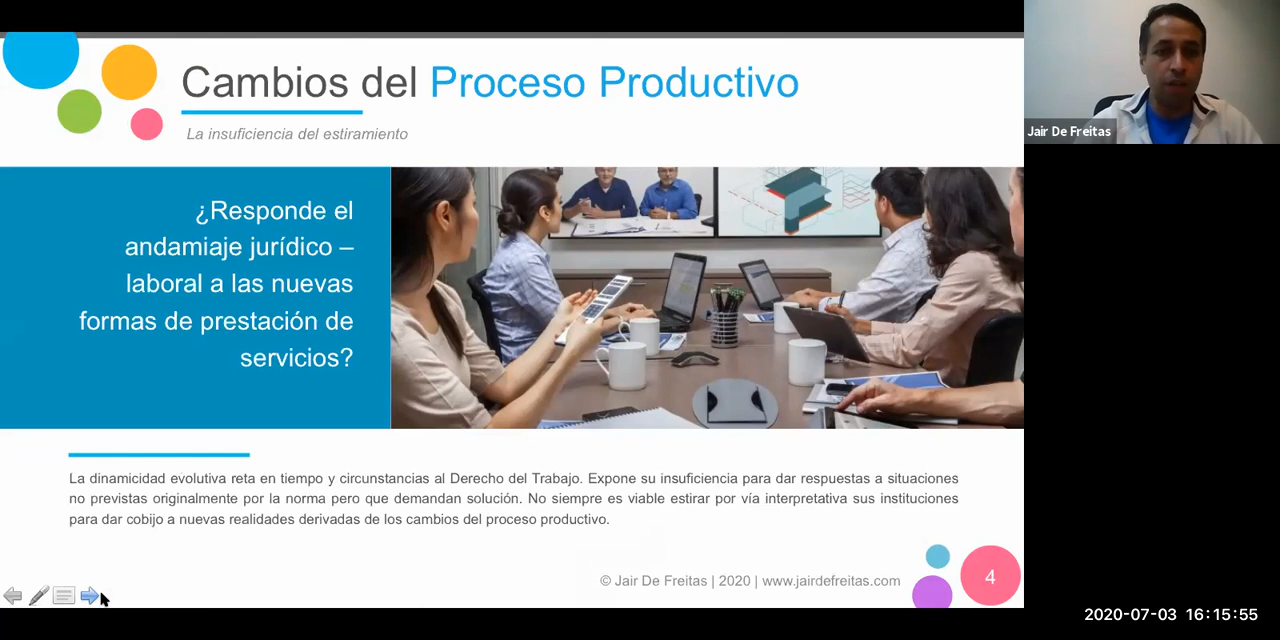 Cambios del Proceso Productivo
La insuficiencia del estiramiento
Jair De Freitas
¿Responde el
andamiaje jurídico –
laboral a las nuevas
formas de prestación de
servicios?
La dinamicidad evolutiva reta en tiempo y circunstancias al Derecho del Trabajo. Expone su insuficiencia para dar respuestas a situaciones
no previstas originalmente por la norma pero que demandan solución. No siempre es viable estirar por vía interpretativa sus instituciones
para dar cobijo a nuevas realidades derivadas de los cambios del proceso productivo.
© Jair De Freitas | 2020 | www.jairdefreitas.com
4
2020-07-03 16:15:55